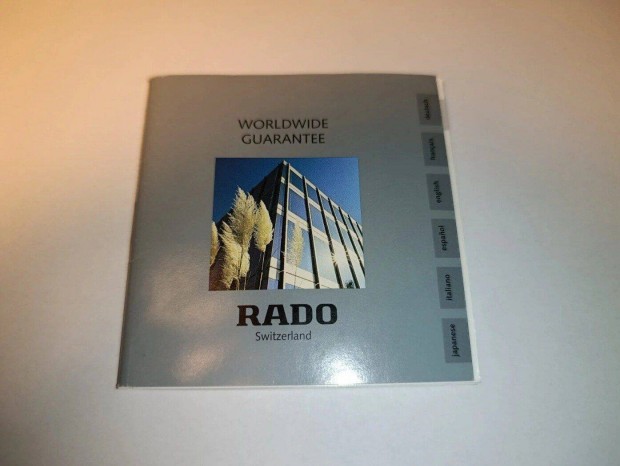 WORLDWIDE
GUARANTEE
RADO
Switzerland
deutsch
français
english
español
italiano
japanese